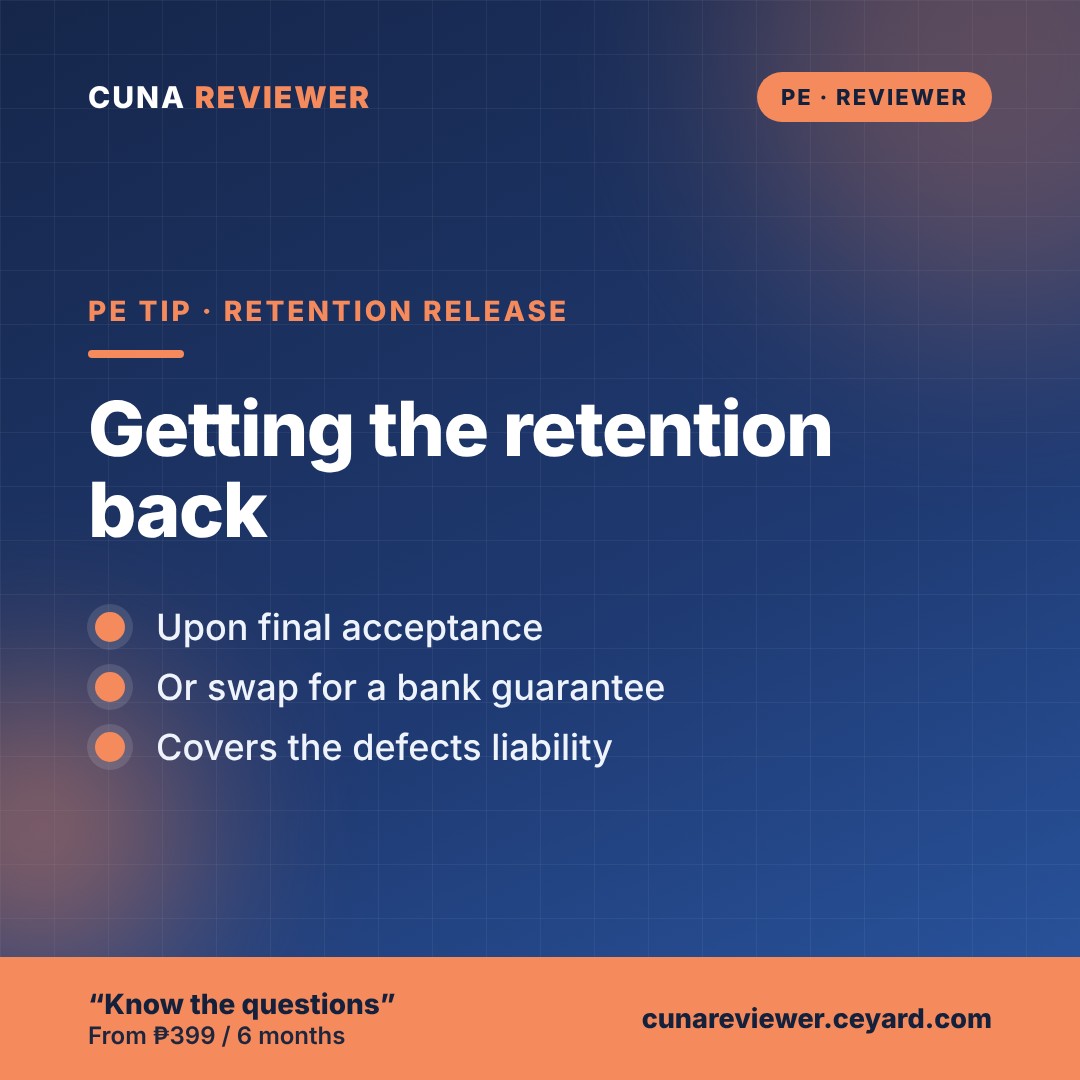 CUNA REVIEWER
PE · REVIEWER
PE TIP · RETENTION RELEASE
Getting the retention
back
Upon final acceptance
Or swap for a bank guarantee
Covers the defects liability
“Know the questions”
From ₱399 / 6 months
cunareviewer.ceyard.com